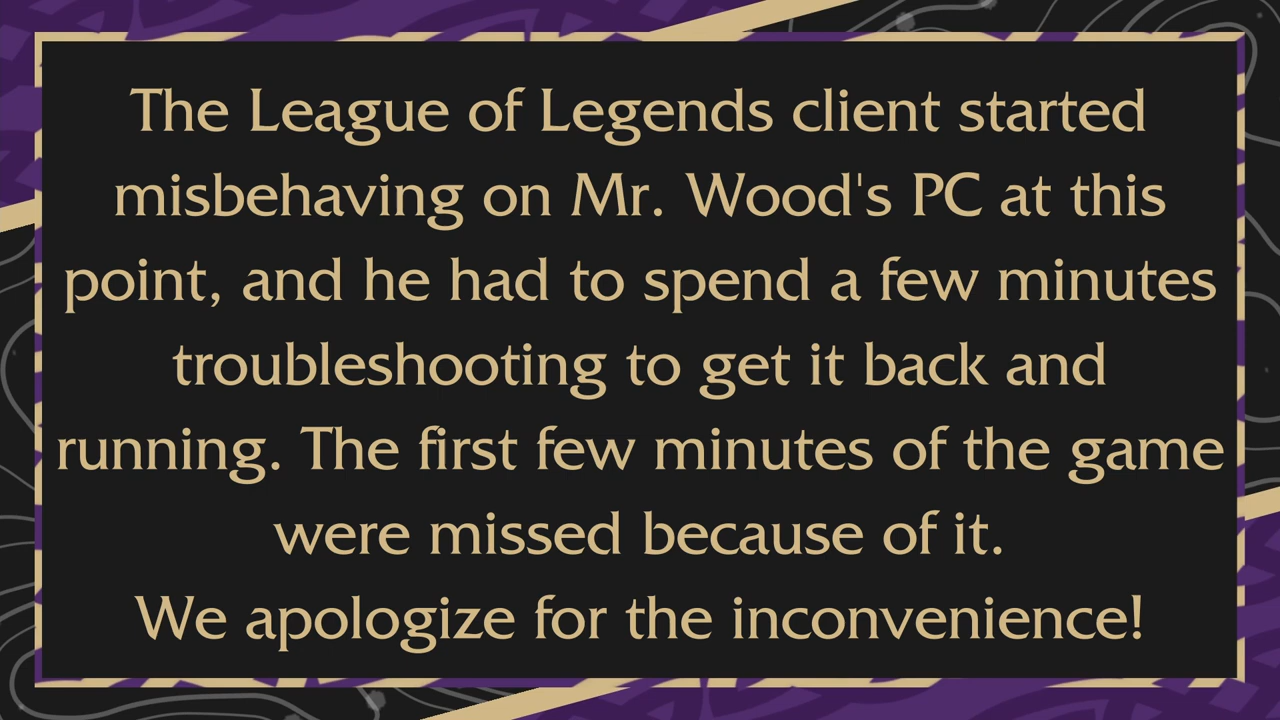 The League of Legends client started
misbehaving on Mr. Wood's PC at this
point, and he had to spend a few minutes
troubleshooting to get it back and
running. The first few minutes of the game
were missed because of it.
We apologize for the inconvenience!